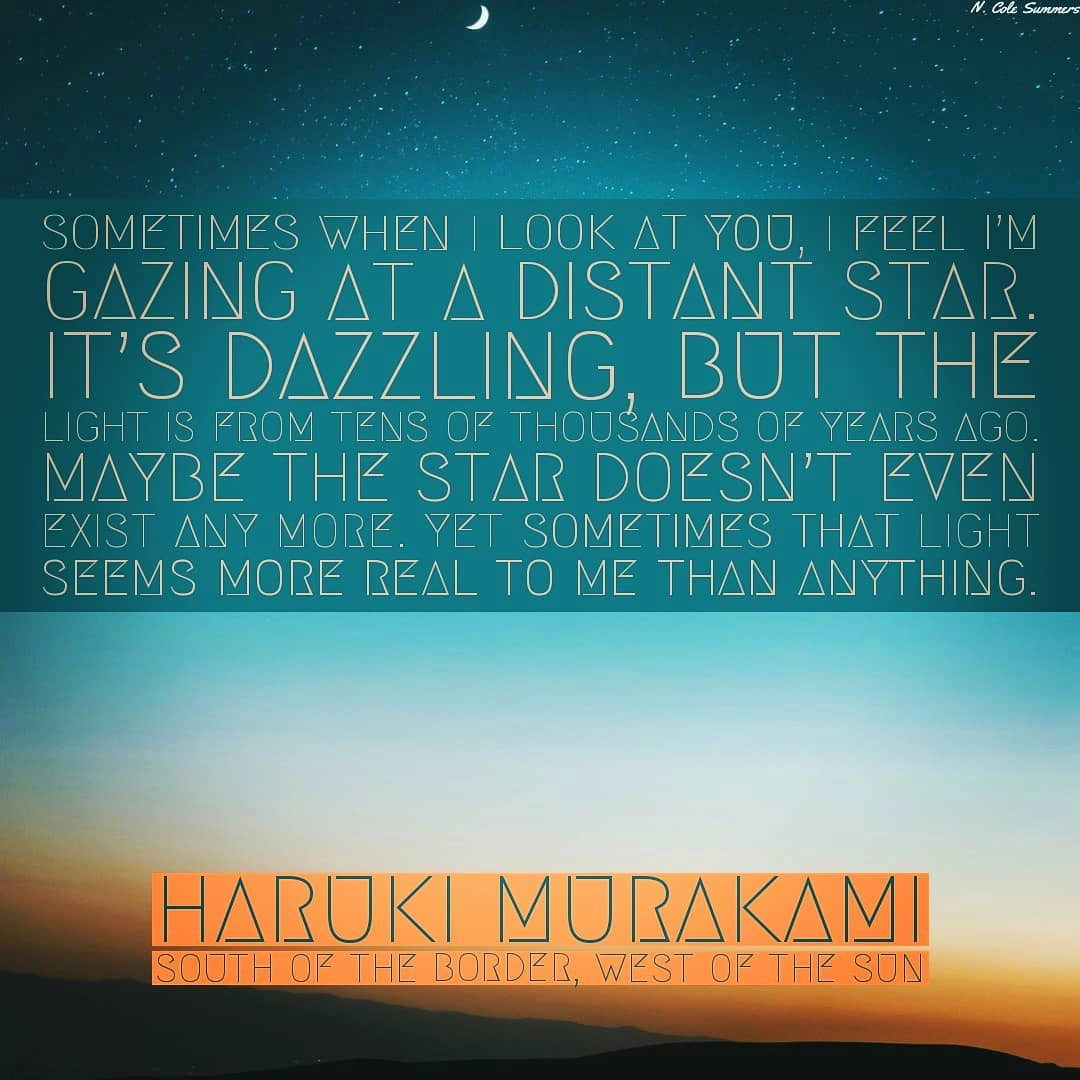 N. Cole Summers
SOMETIMES WHEN I LOOK AT YOU, I FEEL I'M
GAZING AT A DISTANT STAR.
IT'S DAZZLING, BUT THE
LIGHT IS FROM TENS OF THOUSANDS OF YEARS AGO.
MAYBE THE STAR DOESN'T EVEN
EXIST ANY MORE. YET SOMETIMES THAT LIGHT
SEEMS MORE REAL TO ME THAN ANYTHING.
HARUKI MURAKAMI
SOUTH OF THE BORDER, WEST OF THE SUN